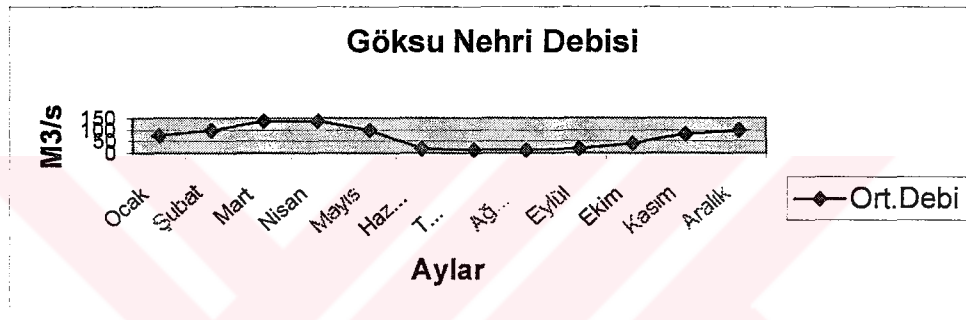 Göksu Nehri Debisi
M3/s
150
100
50
0
Ocak
Şubat
Mart
Nisan
Mayıs
Haz...
T...
Ağ...
Eylül
Ekim
Kasım
Aralık
Ort.Debi
Aylar